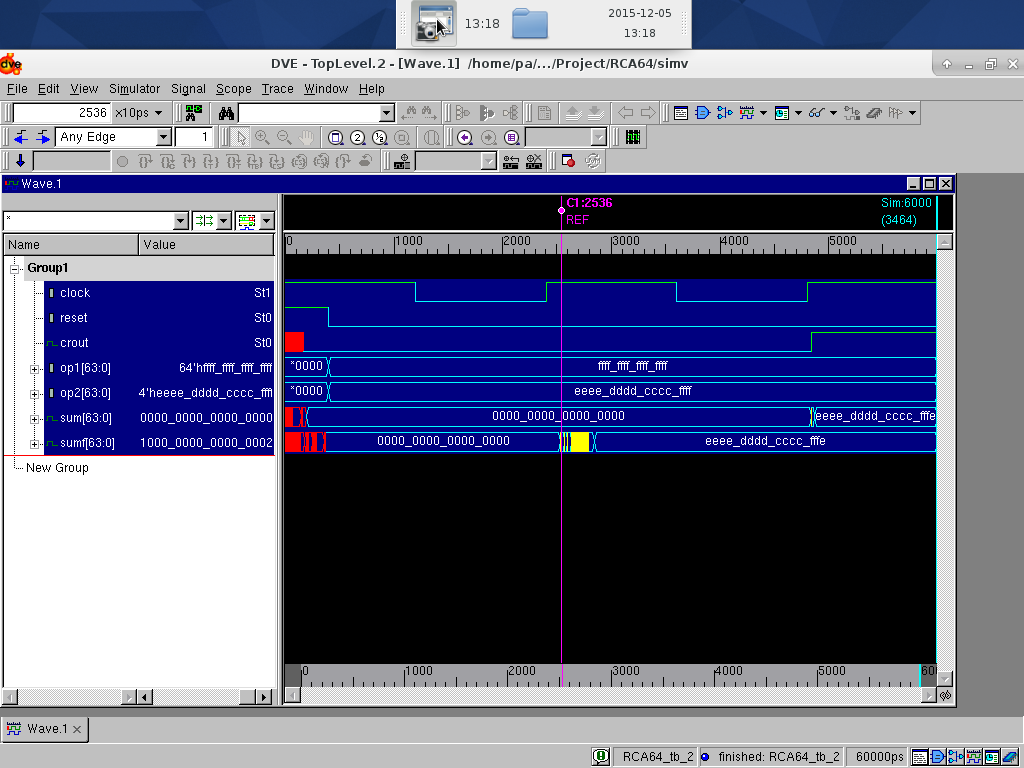 13:18
2015-12-05
13:18
dve
DVE - TopLevel.2 - [Wave.1] /home/pa/.../Project/RCA64/simv
File Edit View Simulator Signal Scope Trace Window Help
2536 x10ps
Any Edge 1
Wave.1
*
C1:2536
REF
Sim:6000
(3464)
Name Value
0 1000 2000 3000 4000 5000
Group1
clock St1
reset St0
crout St0
op1[63:0] 64'hffff_ffff_ffff_ffff *0000 ffff_ffff_ffff_ffff
op2[63:0] 4'heeee_dddd_cccc_ffff *0000 eeee_dddd_cccc_ffff
sum[63:0] 0000_0000_0000_0000 0000_0000_0000_0000 eeee_dddd_cccc_fffe
sumf[63:0] 1000_0000_0000_0002 0000_0000_0000_0000 eeee_dddd_cccc_fffe
New Group
0 1000 2000 3000 4000 5000 600
Wave.1
RCA64_tb_2 finished: RCA64_tb_2 60000ps